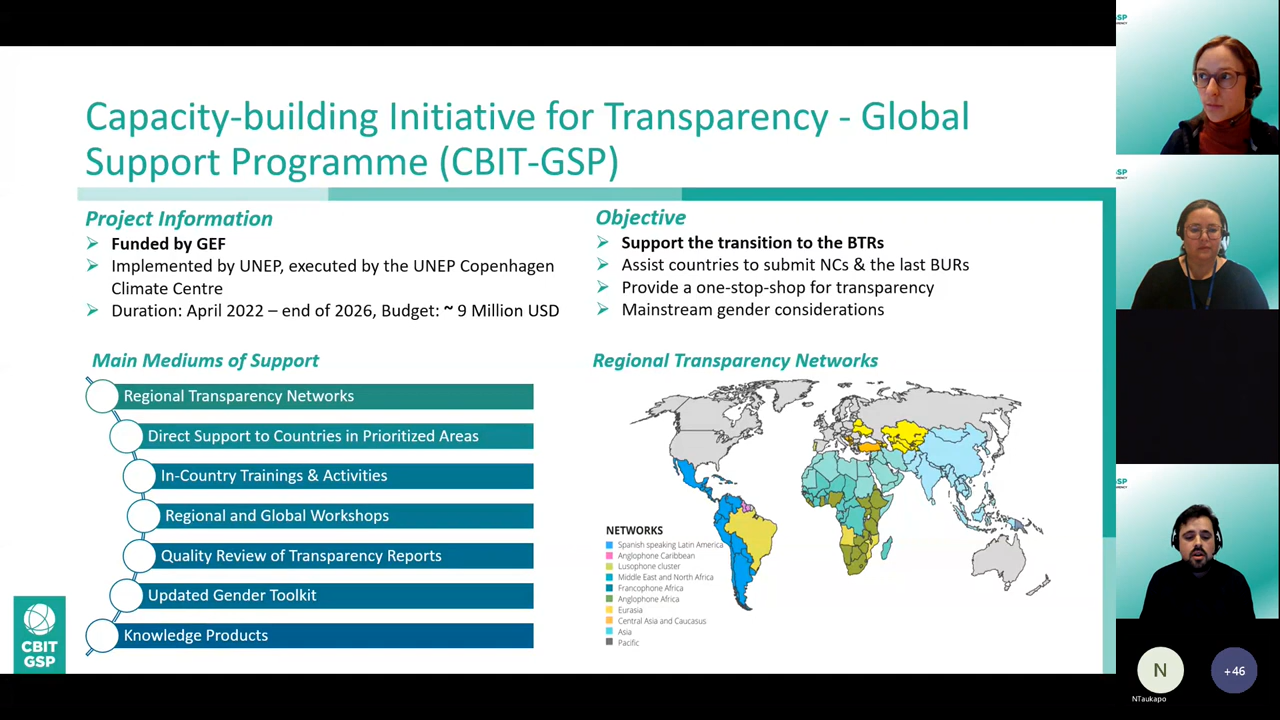 Capacity-building Initiative for Transparency - Global
Support Programme (CBIT-GSP)
Project Information
Funded by GEF
Implemented by UNEP, executed by the UNEP Copenhagen
Climate Centre
Duration: April 2022 – end of 2026, Budget: ~ 9 Million USD
Objective
Support the transition to the BTRs
Assist countries to submit NCs & the last BURs
Provide a one-stop-shop for transparency
Mainstream gender considerations
Main Mediums of Support
Regional Transparency Networks
Direct Support to Countries in Prioritized Areas
In-Country Trainings & Activities
Regional and Global Workshops
Quality Review of Transparency Reports
Updated Gender Toolkit
Knowledge Products
Regional Transparency Networks
NETWORKS
Spanish speaking Latin America
Anglophone Caribbean
Lusophone cluster
Middle East and North Africa
Francophone Africa
Anglophone Africa
Eurasia
Central Asia and Caucasus
Asia
Pacific
CBIT
GSP
GSP
GSP
GSP
N
NTaukapo
+46